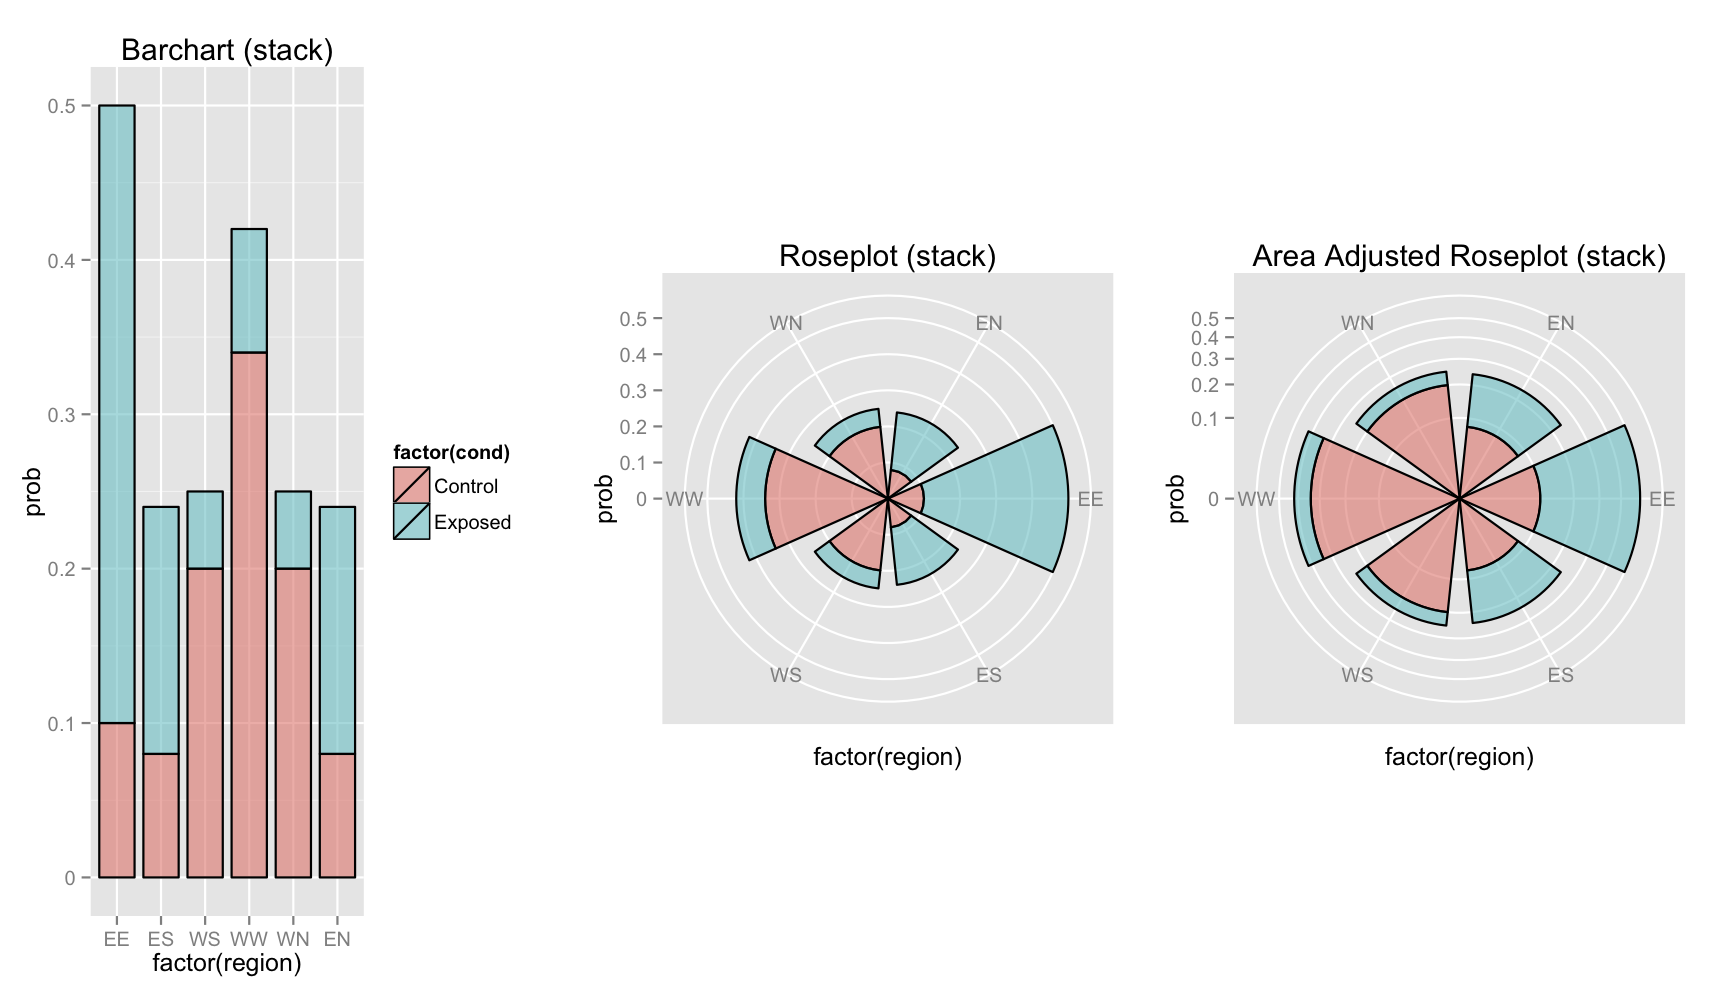 Barchart (stack)
prob
0.5
0.4
0.3
0.2
0.1
0
EE ES WS WW WN EN
factor(region)
factor(cond)
Control
Exposed
Roseplot (stack)
prob
0.5
0.4
0.3
0.2
0.1
0
WN EN
WW EE
WS ES
factor(region)
Area Adjusted Roseplot (stack)
prob
0.5
0.4
0.3
0.2
0.1
0
WN EN
WW EE
WS ES
factor(region)